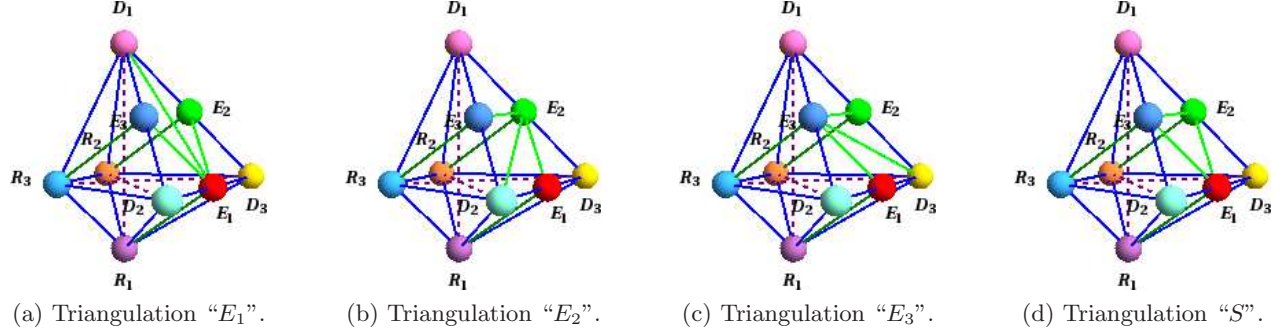 D1 D1 D1 D1
E2 E2 E2 E2
E3 E3 E3 E3
R2 R2 R2 R2
R3 R3 R3 R3
D2 D2 D2 D2
E1 D3 E1 D3 E1 D3 E1 D3
R1 R1 R1 R1
(a) Triangulation “E1”. (b) Triangulation “E2”. (c) Triangulation “E3”. (d) Triangulation “S”.